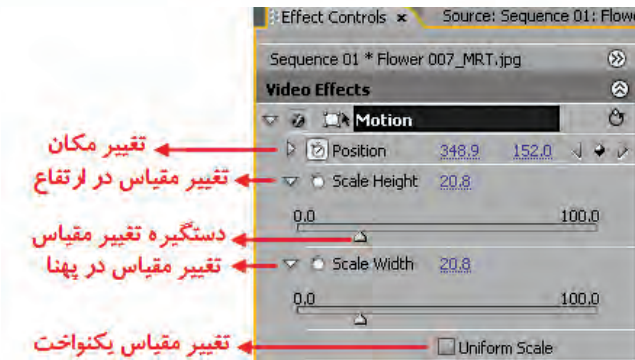 Effect Controls × Source: Sequence 01: Flow
Sequence 01 * Flower 007_MRT.jpg
Video Effects
Motion
تغییر مکان
Position 348.9 152.0
تغییر مقیاس در ارتفاع
Scale Height 20.8
0.0 100.0
دستگیره تغییر مقیاس
تغییر مقیاس در پهنا
Scale Width 20.8
0.0 100.0
تغییر مقیاس یکنواخت
Uniform Scale